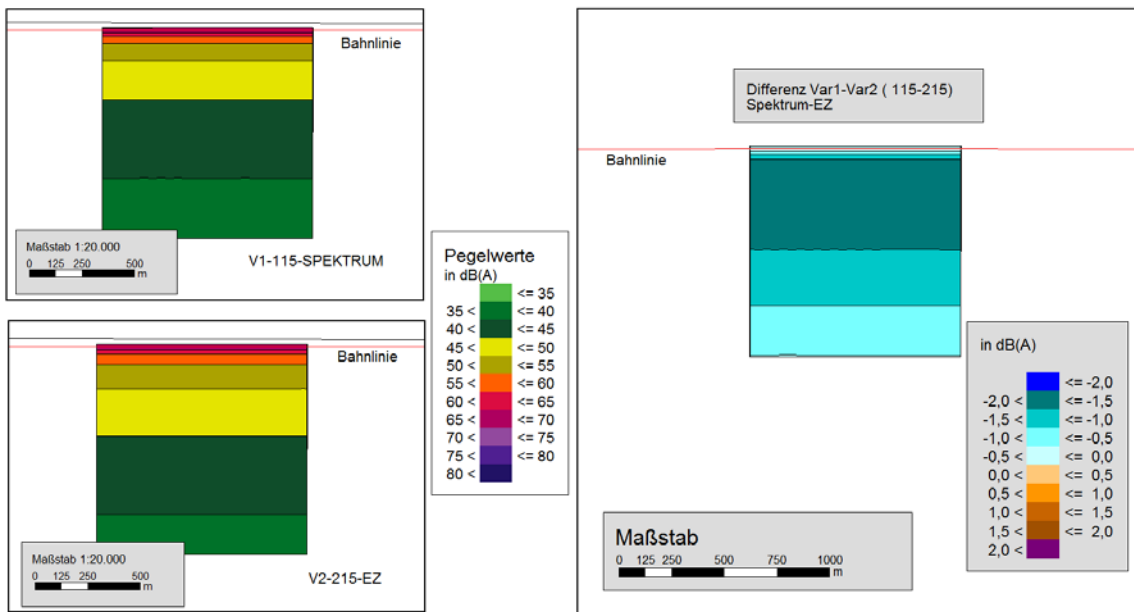 Bahnlinie
Maßstab 1:20.000
0 125 250 500
m
V1-115-SPEKTRUM
Bahnlinie
Maßstab 1:20.000
0 125 250 500
m
V2-215-EZ
Pegelwerte
in dB(A)
<= 35
35 < <= 40
40 < <= 45
45 < <= 50
50 < <= 55
55 < <= 60
60 < <= 65
65 < <= 70
70 < <= 75
75 < <= 80
80 <
Differenz Var1-Var2 ( 115-215)
Spektrum-EZ
Bahnlinie
in dB(A)
<= -2,0
-2,0 < <= -1,5
-1,5 < <= -1,0
-1,0 < <= -0,5
-0,5 < <= 0,0
0,0 < <= 0,5
0,5 < <= 1,0
1,0 < <= 1,5
1,5 < <= 2,0
2,0 <
Maßstab
0 125 250 500 750 1000
m